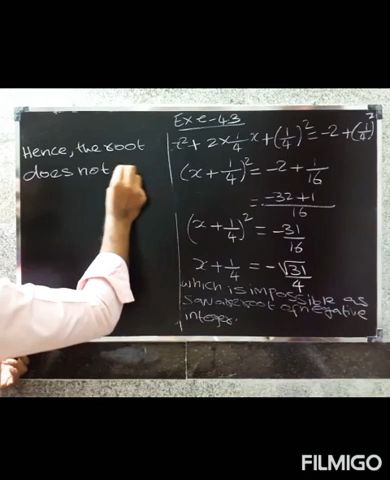 Hence, the root
does not
Exe-4.3
x² + 2 × 1/4 x + (1/4)² = -2 + (1/4)²
(x + 1/4)² = -2 + 1/16
= -32 + 1 / 16
(x + 1/4)² = -31/16
x + 1/4 = -√31/4
which is impossible as
square root of negative
integer.
FILMIGO